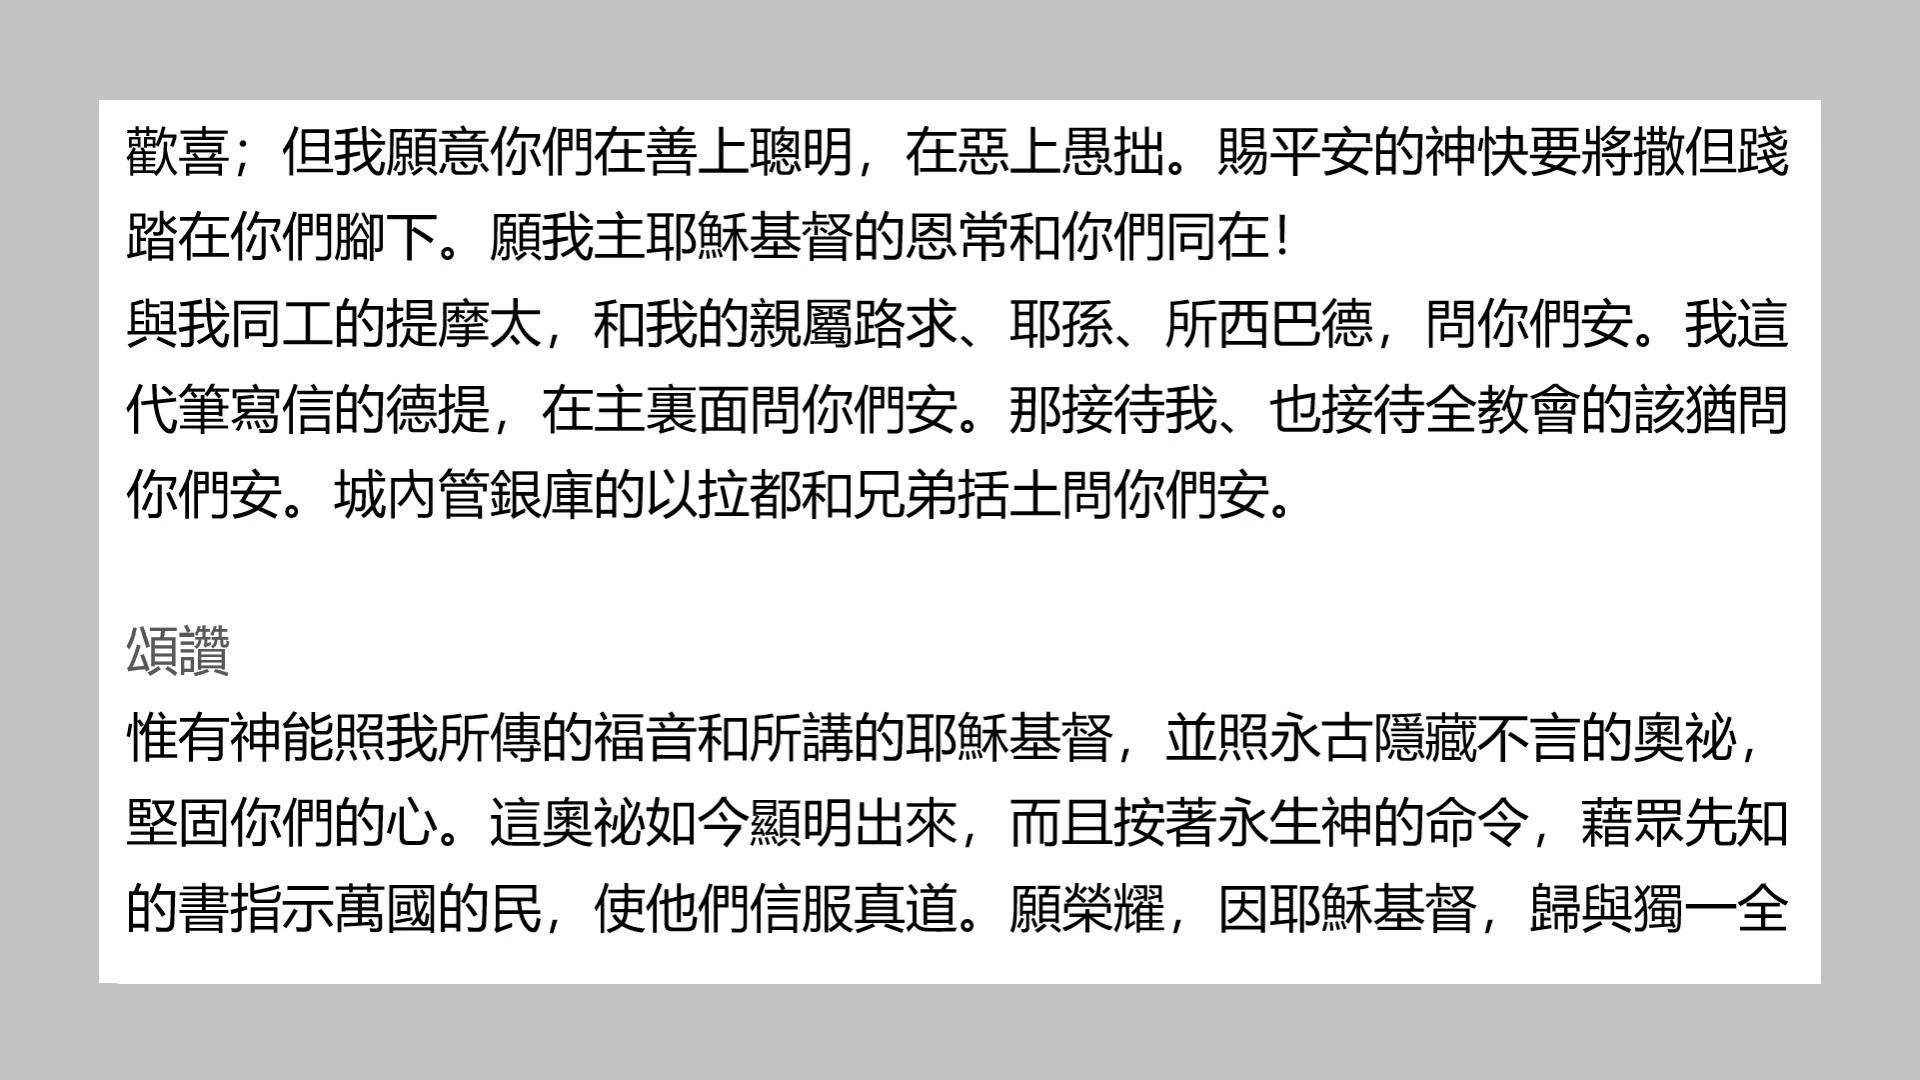 歡喜；但我願意你們在善上聰明，在惡上愚拙。賜平安的神快要將撒但踐
踏在你們腳下。願我主耶穌基督的恩常和你們同在！
與我同工的提摩太，和我的親屬路求、耶孫、所西巴德，問你們安。我這
代筆寫信的德提，在主裏面問你們安。那接待我、也接待全教會的該猶問
你們安。城內管銀庫的以拉都和兄弟括土問你們安。
頌讚
惟有神能照我所傳的福音和所講的耶穌基督，並照永古隱藏不言的奧祕，
堅固你們的心。這奧祕如今顯明出來，而且按著永生神的命令，藉眾先知
的書指示萬國的民，使他們信服真道。願榮耀，因耶穌基督，歸與獨一全